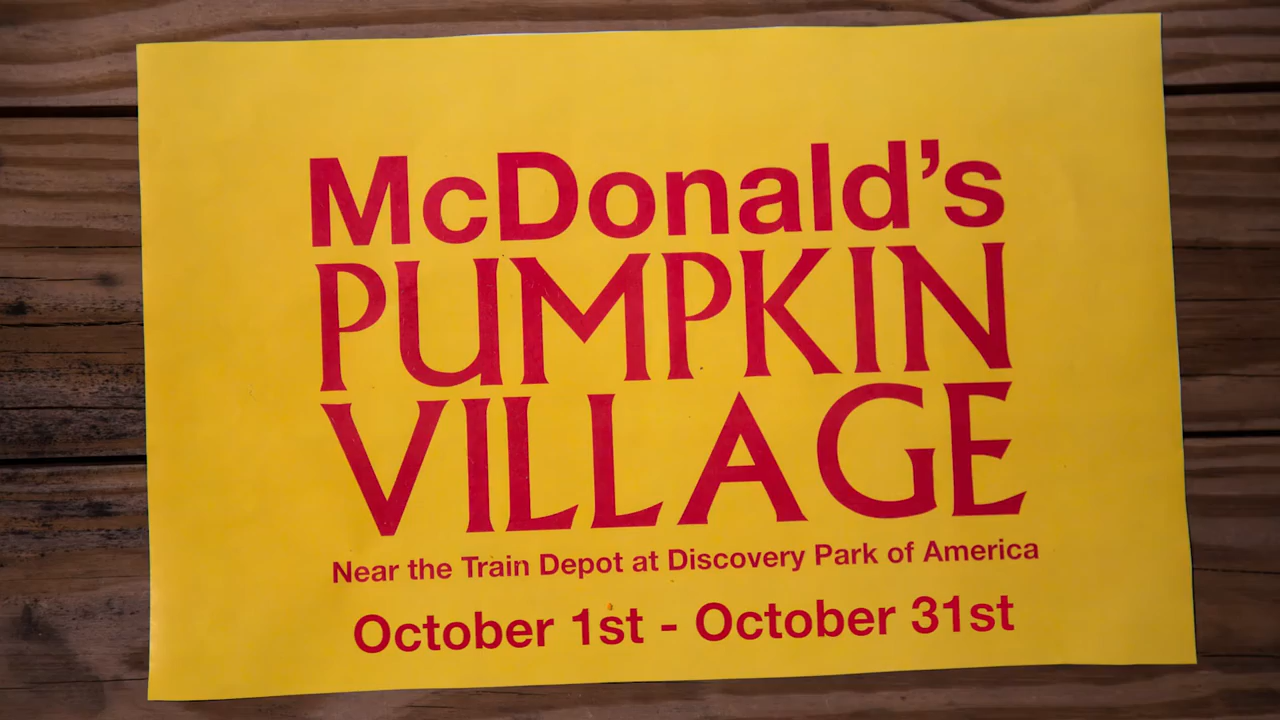 McDonald’s
PUMPKIN
VILLAGE
Near the Train Depot at Discovery Park of America
October 1st - October 31st